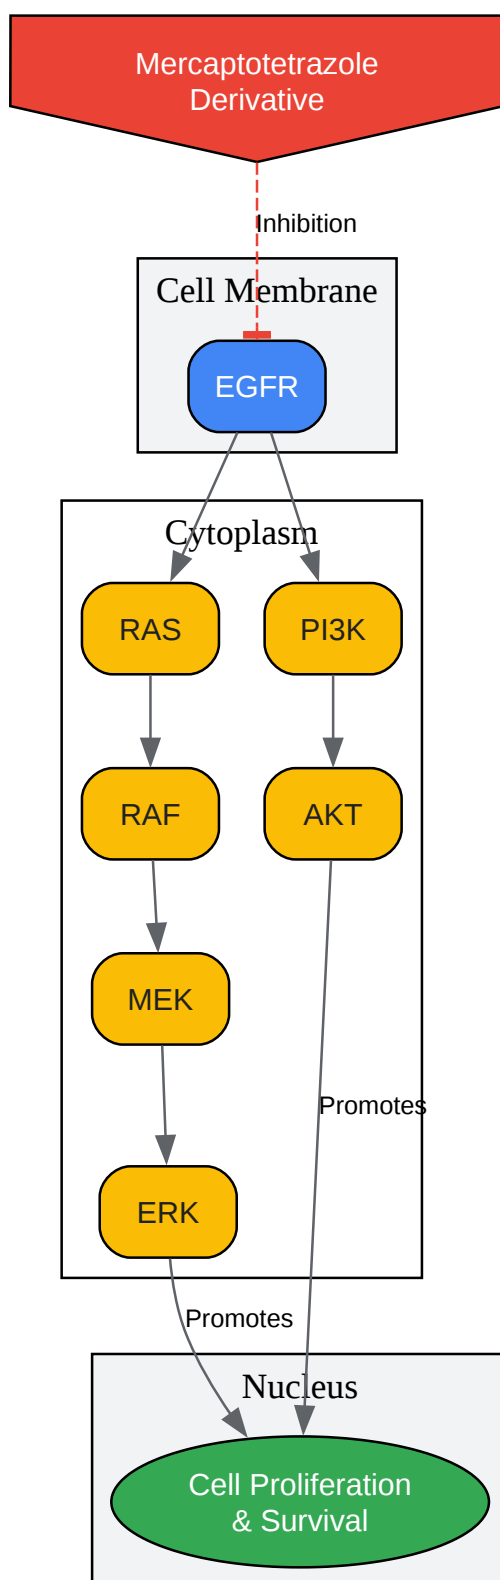 Mercaptotetrazole
Derivative
Inhibition
Cell Membrane
EGFR
Cytoplasm
RAS
PI3K
RAF
AKT
MEK
Promotes
ERK
Promotes
Nucleus
Cell Proliferation
& Survival